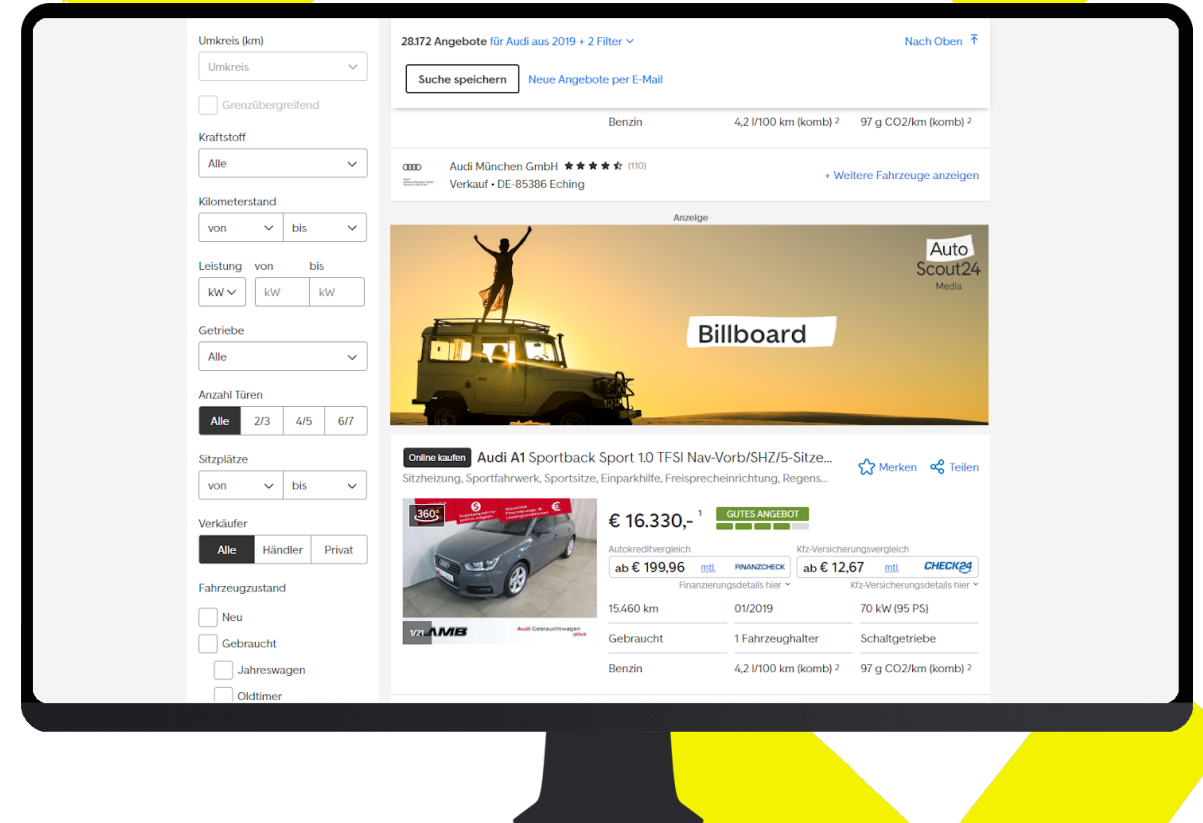 Umkreis (km)
Umkreis
Grenzübergreifend
Kraftstoff
Alle
Kilometerstand
von bis
Leistung von bis
kW kW kW
Getriebe
Alle
Anzahl Türen
Alle 2/3 4/5 6/7
Sitzplätze
von bis
Verkäufer
Alle Händler Privat
Fahrzeugzustand
Neu
Gebraucht
Jahreswagen
Oldtimer
28.172 Angebote für Audi aus 2019 + 2 Filter
Nach Oben
Suche speichern Neue Angebote per E-Mail
Benzin 4,2 l/100 km (komb) 2 97 g CO2/km (komb) 2
Audi München GmbH (110)
Verkauf • DE-85386 Eching
+ Weitere Fahrzeuge anzeigen
Anzeige
Auto
Scout24
Media
Billboard
Online kaufen Audi A1 Sportback Sport 1.0 TFSI Nav-Vorb/SHZ/5-Sitze...
Sitzheizung, Sportfahrwerk, Sportsitze, Einparkhilfe, Freisprecheinrichtung, Regens...
Merken Teilen
360°
1/21 AMB Audi Gebrauchtwagen
plus
€ 16.330,- 1 GUTES ANGEBOT
Autokreditvergleich Kfz-Versicherungsvergleich
ab € 199,96 mtl. FINANZCHECK ab € 12,67 mtl. CHECK24
Finanzierungsdetails hier Kfz-Versicherungsdetails hier
15.460 km 01/2019 70 kW (95 PS)
Gebraucht 1 Fahrzeughalter Schaltgetriebe
Benzin 4,2 l/100 km (komb) 2 97 g CO2/km (komb) 2